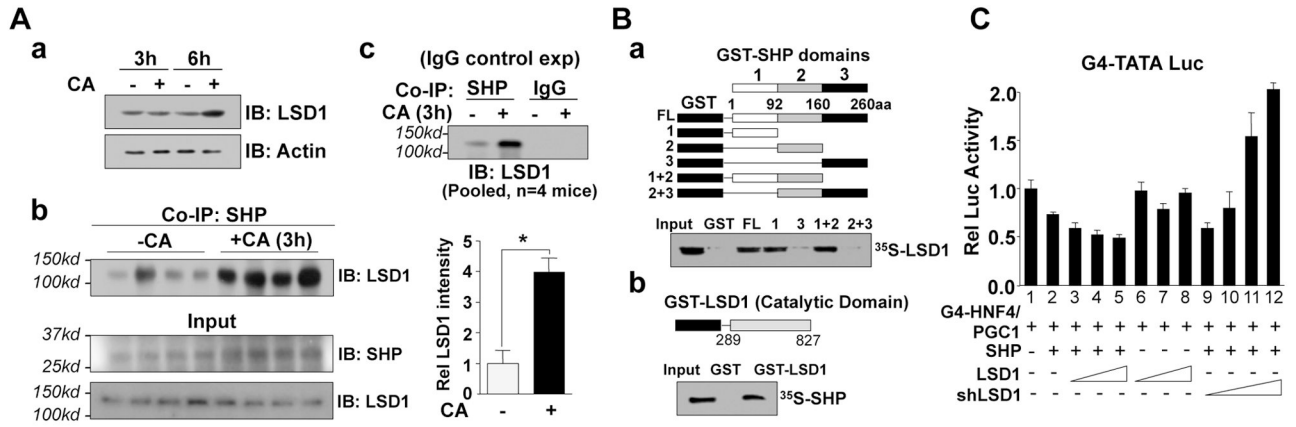 A
a
3h 6h
CA - + - +
IB: LSD1
IB: Actin
b
Co-IP: SHP
-CA +CA (3h)
150kd
100kd
IB: LSD1
Input
37kd
25kd
IB: SHP
150kd
100kd
IB: LSD1
c
(IgG control exp)
Co-IP: SHP IgG
CA (3h) - + - +
150kd
100kd
IB: LSD1
(Pooled, n=4 mice)
*
Rel LSD1 intensity
5
4
3
2
1
0
CA - +
B
a
GST-SHP domains
1 2 3
GST 1 92 160 260aa
FL
1
2
3
1+2
2+3
Input GST FL 1 3 1+2 2+3
35S-LSD1
b
GST-LSD1 (Catalytic Domain)
289 827
Input GST GST-LSD1
35S-SHP
C
G4-TATA Luc
Rel Luc Activity
2.0
1.5
1.0
0.5
0
1 2 3 4 5 6 7 8 9 10 11 12
G4-HNF4/
PGC1 + + + + + + + + + + + +
SHP - + + + + - - - + + + +
LSD1 - - - - - -
shLSD1 - - - - - - - -